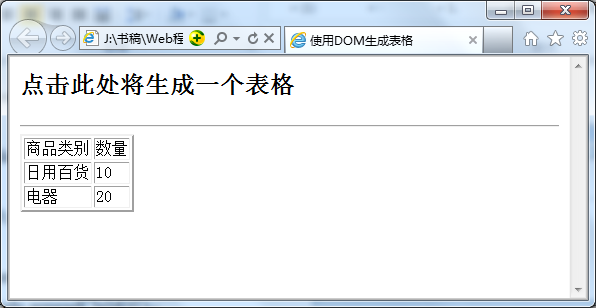 J:\书稿\Web程
使用DOM生成表格
点击此处将生成一个表格
商品类别 数量
日用百货 10
电器 20